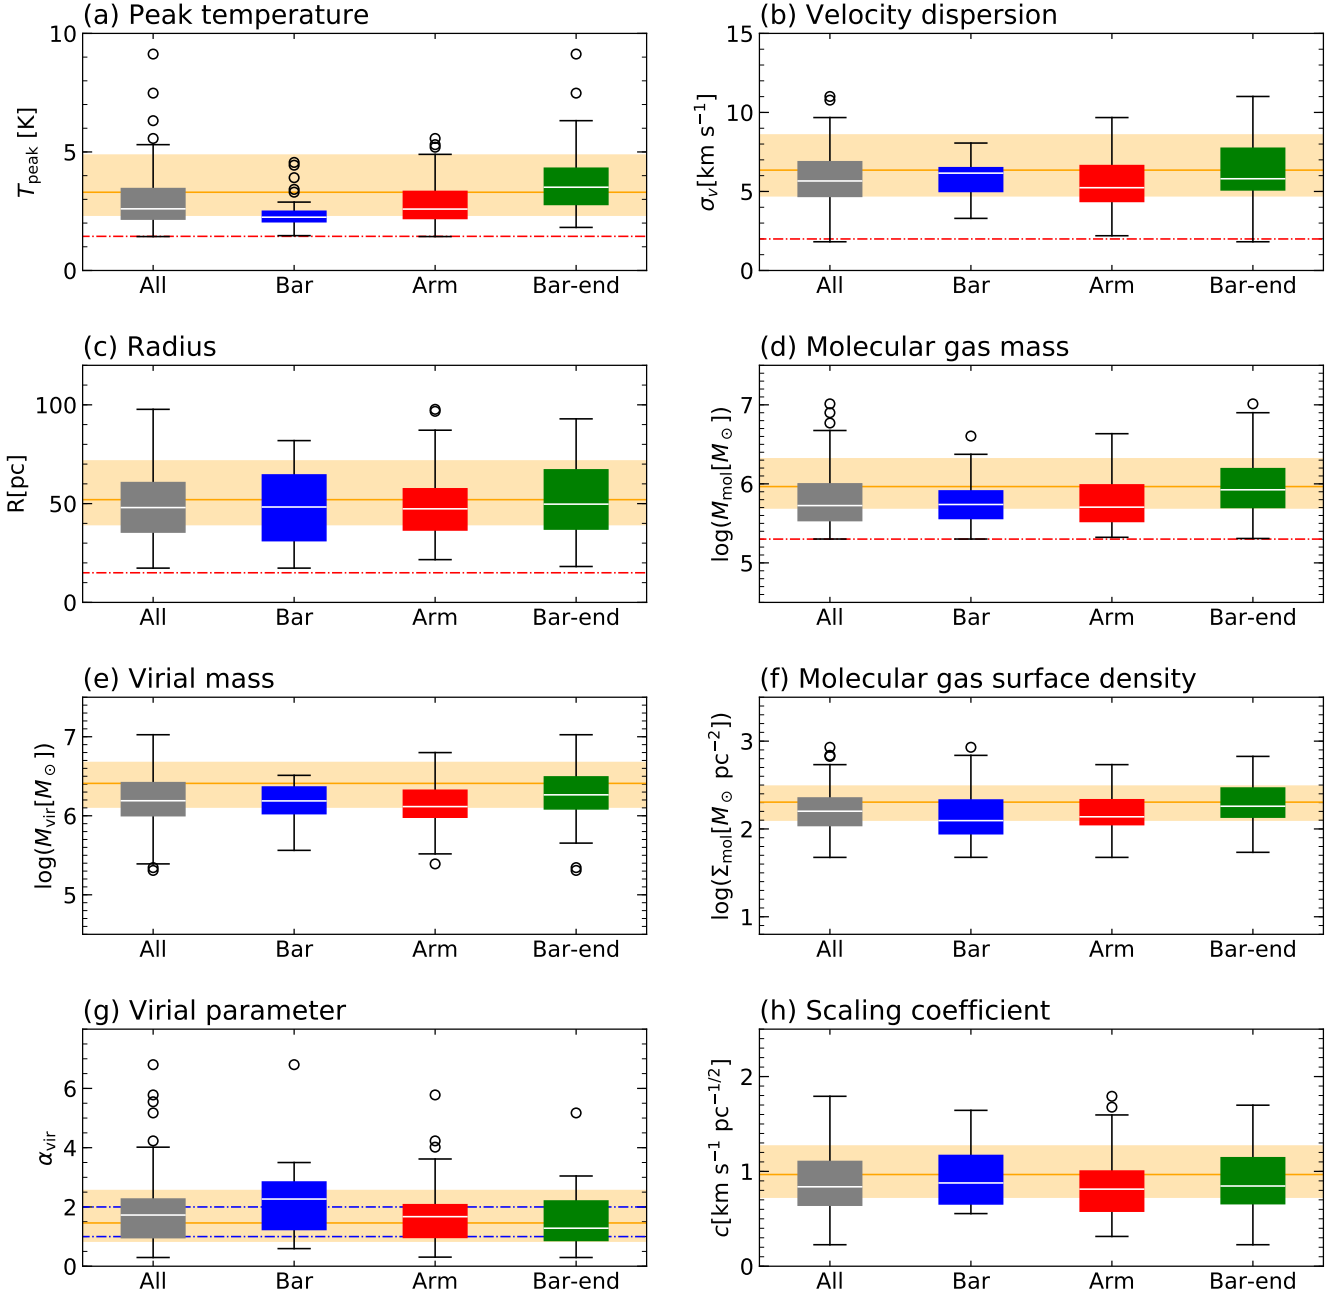 (a) Peak temperature
10
5
0
T_peak [K]
All Bar Arm Bar-end
(b) Velocity dispersion
15
10
5
0
σ_v[km s⁻¹]
All Bar Arm Bar-end
(c) Radius
100
50
0
R[pc]
All Bar Arm Bar-end
(d) Molecular gas mass
7
6
5
log(M_mol[M_⊙])
All Bar Arm Bar-end
(e) Virial mass
7
6
5
log(M_vir[M_⊙])
All Bar Arm Bar-end
(f) Molecular gas surface density
3
2
1
log(Σ_mol[M_⊙ pc⁻²])
All Bar Arm Bar-end
(g) Virial parameter
6
4
2
0
α_vir
All Bar Arm Bar-end
(h) Scaling coefficient
2
1
0
c[km s⁻¹ pc⁻¹/²]
All Bar Arm Bar-end